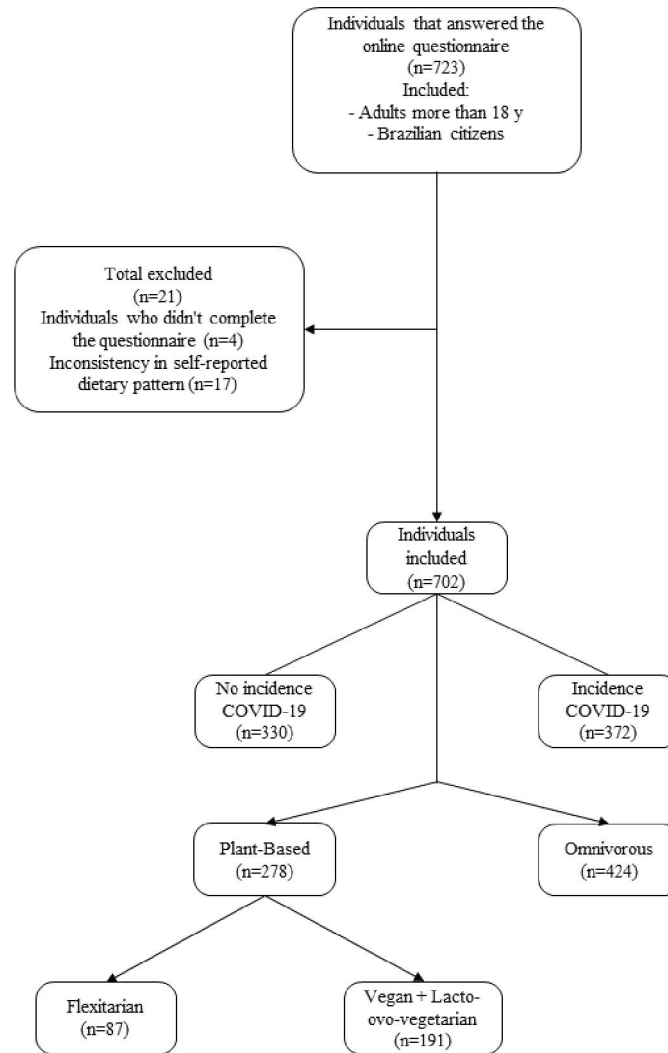 Individuals that answered the
online questionnaire
(n=723)
Included:
- Adults more than 18 y
- Brazilian citizens
Total excluded
(n=21)
Individuals who didn't complete
the questionnaire (n=4)
Inconsistency in self-reported
dietary pattern (n=17)
Individuals
included
(n=702)
No incidence
COVID-19
(n=330)
Incidence
COVID-19
(n=372)
Plant-Based
(n=278)
Omnivorous
(n=424)
Flexitarian
(n=87)
Vegan + Lacto-
ovo-vegetarian
(n=191)